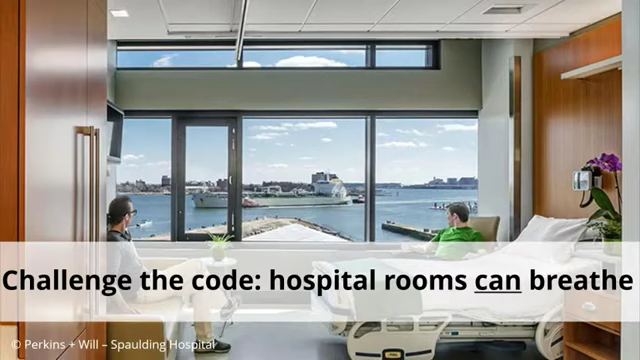 Challenge the code: hospital rooms can breathe
© Perkins + Will – Spaulding Hospital